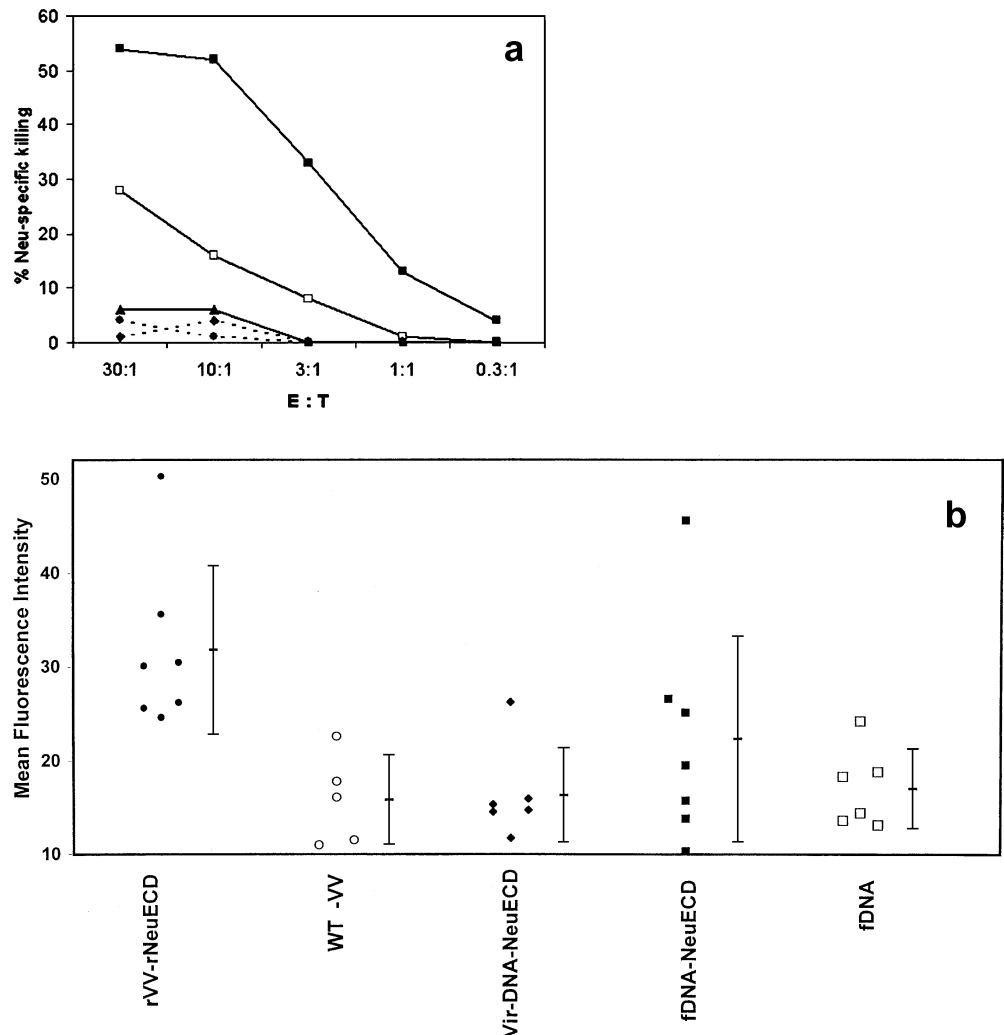 a
% Neu-specific killing
60
50
40
30
20
10
0
30:1
10:1
3:1
1:1
0.3:1
E : T
b
Mean Fluorescence Intensity
50
40
30
20
10
rVV-rNeuECD
WT -VV
Vir-DNA-NeuECD
fDNA-NeuECD
fDNA